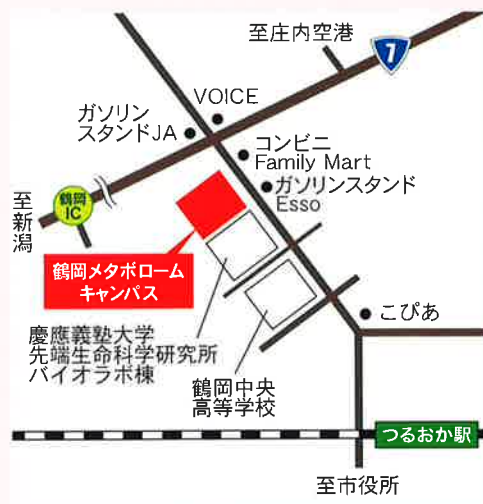 至庄内空港
7
VOICE
ガソリン
スタンドJA
コンビニ
Family Mart
ガソリンスタンド
Esso
鶴岡
IC
至新潟
鶴岡メタボローム
キャンパス
こぴあ
慶應義塾大学
先端生命科学研究所
バイオラボ棟
鶴岡中央
高等学校
つるおか駅
至市役所